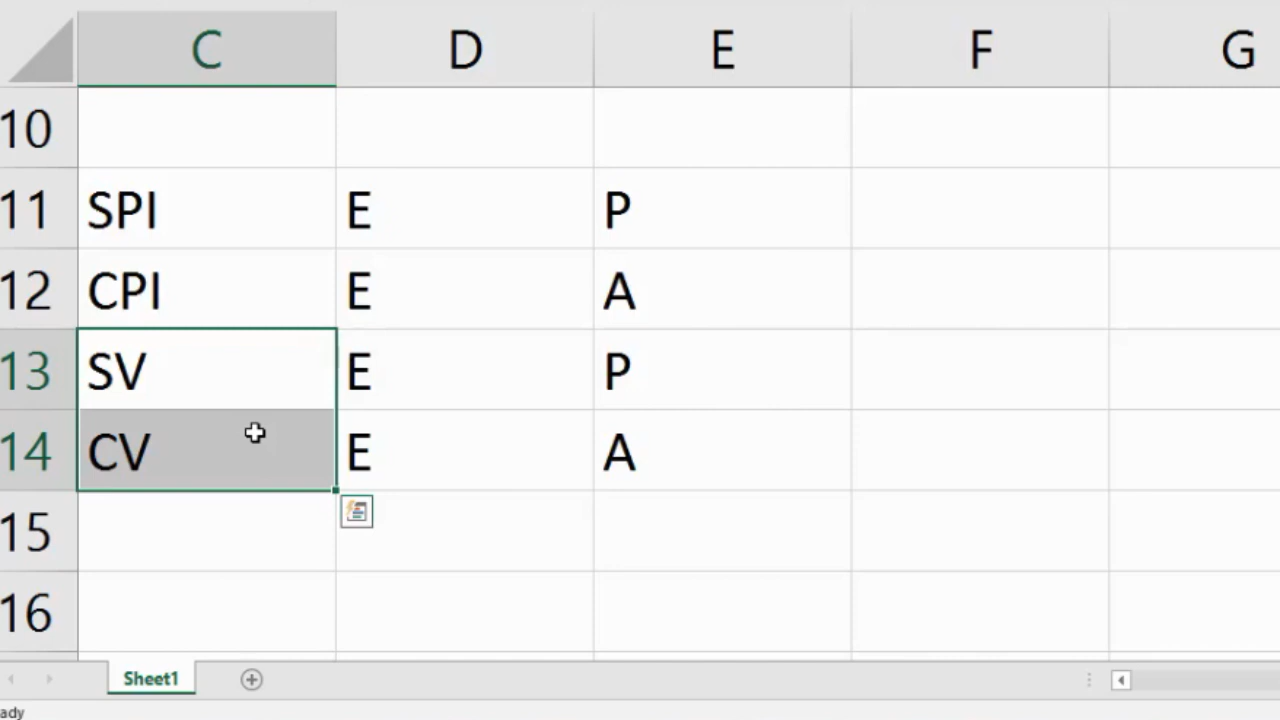 C D E F G
10
11 SPI E P
12 CPI E A
13 SV E P
14 CV E A
15
16
Sheet1
ady